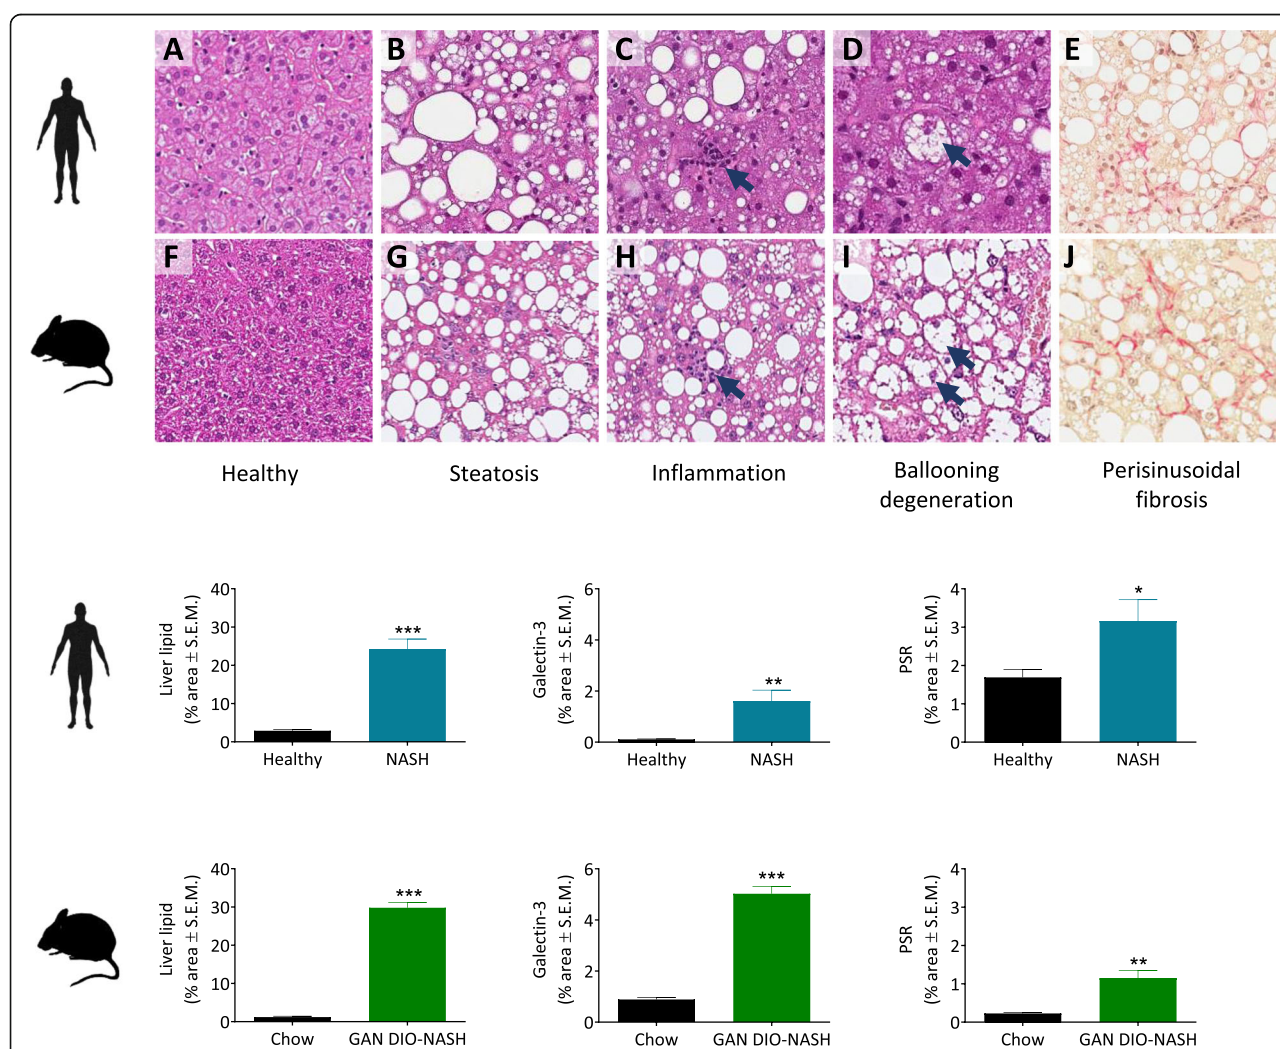 A B C D E
F G H I J
Healthy Steatosis Inflammation Ballooning degeneration Perisinusoidal fibrosis
Liver lipid
(% area ± S.E.M.)
40
30
20
10
0
***
Healthy NASH
Galectin-3
(% area ± S.E.M.)
6
4
2
0
**
Healthy NASH
PSR
(% area ± S.E.M.)
4
3
2
1
0
*
Healthy NASH
Liver lipid
(% area ± S.E.M.)
40
30
20
10
0
***
Chow GAN DIO-NASH
Galectin-3
(% area ± S.E.M.)
6
4
2
0
***
Chow GAN DIO-NASH
PSR
(% area ± S.E.M.)
4
3
2
1
0
**
Chow GAN DIO-NASH